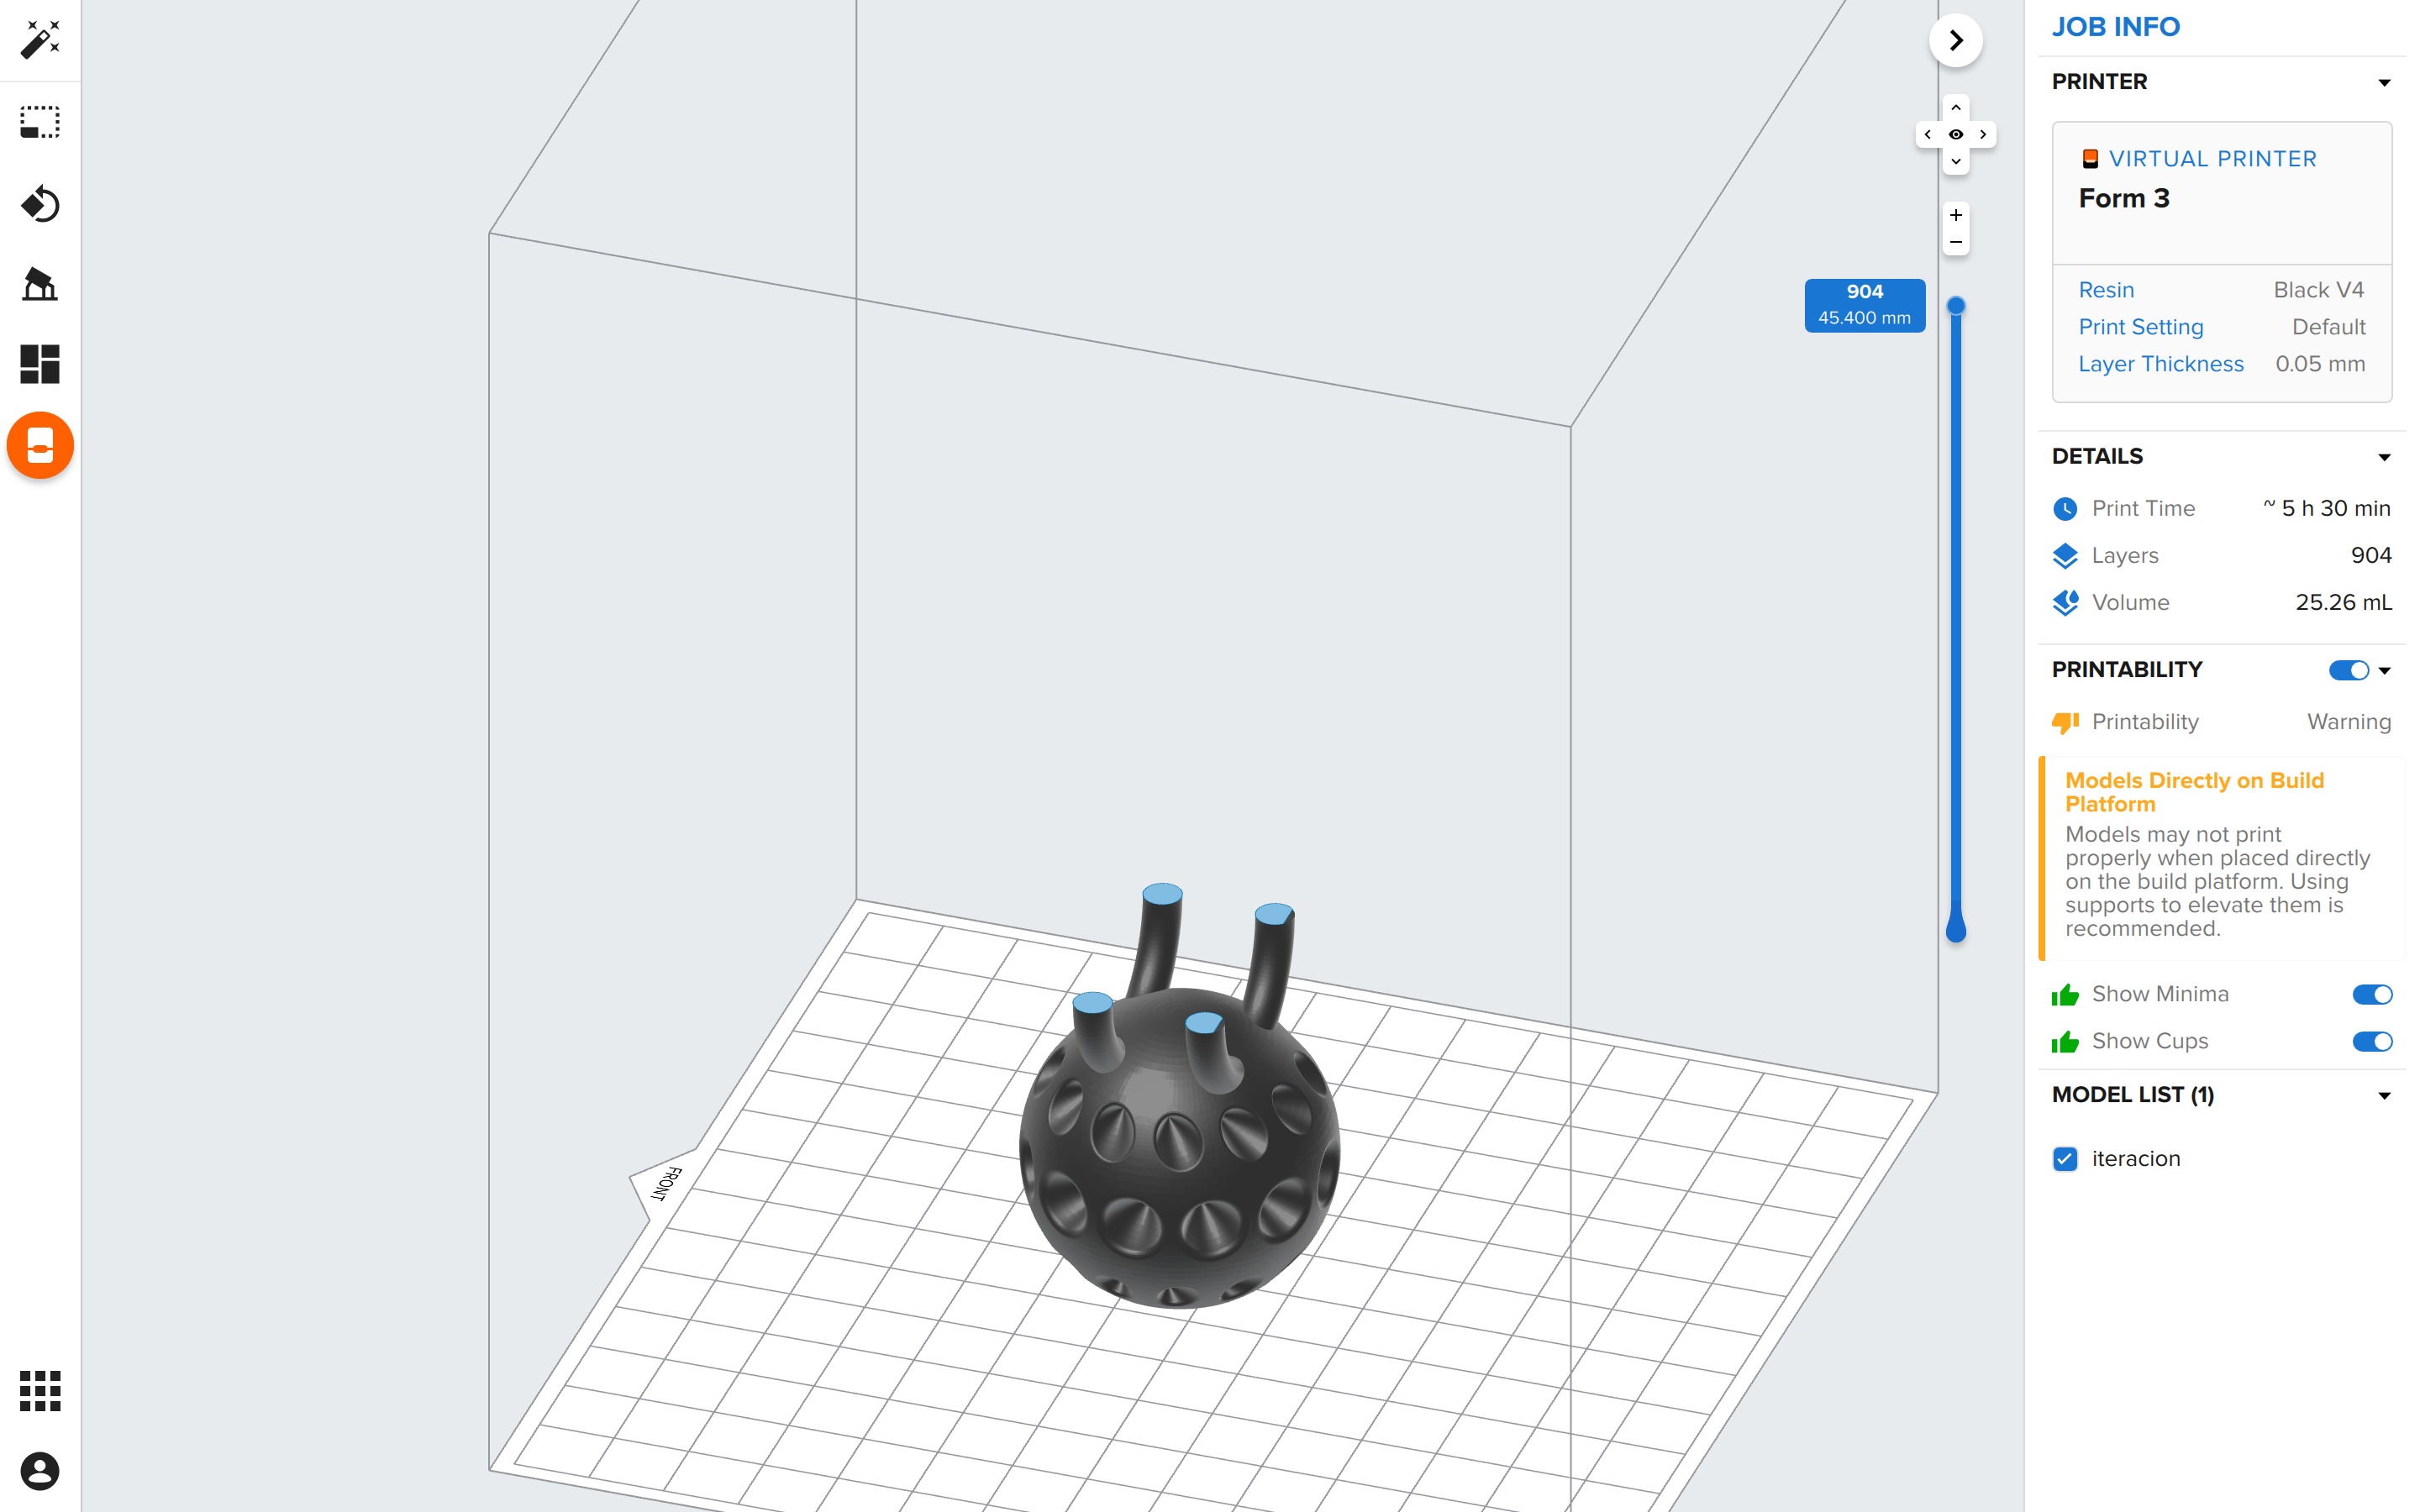 JOB INFO
PRINTER
VIRTUAL PRINTER
Form 3
Resin Black V4
Print Setting Default
Layer Thickness 0.05 mm
904
45.400 mm
DETAILS
Print Time ~ 5 h 30 min
Layers 904
Volume 25.26 mL
PRINTABILITY
Printability Warning
Models Directly on Build
Platform
Models may not print
properly when placed directly
on the build platform. Using
supports to elevate them is
recommended.
Show Minima
Show Cups
MODEL LIST (1)
iteracion
FRONT